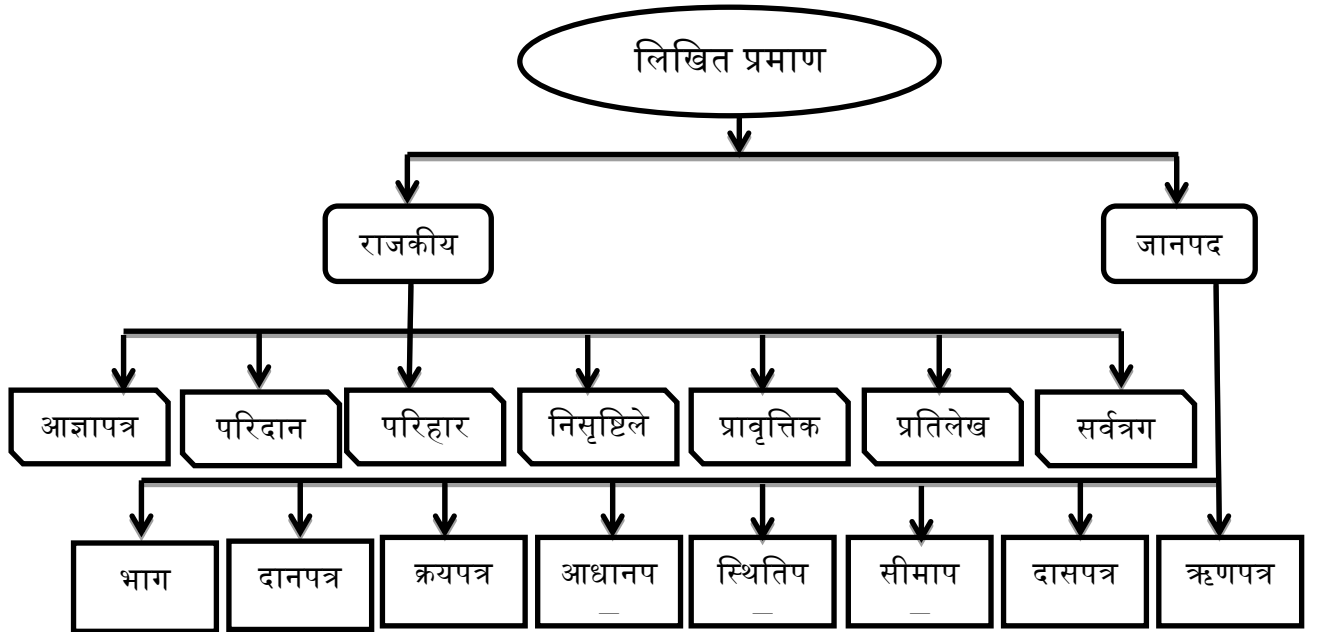 लिखित प्रमाण
राजकीय
जानपद
आज्ञापत्र
परिदान
परिहार
निसृष्टिले
प्रावृत्तिक
प्रतिलेख
सर्वत्रग
भाग
दानपत्र
क्रयपत्र
आधानप
स्थितिप
सीमाप
दासपत्र
ऋणपत्र